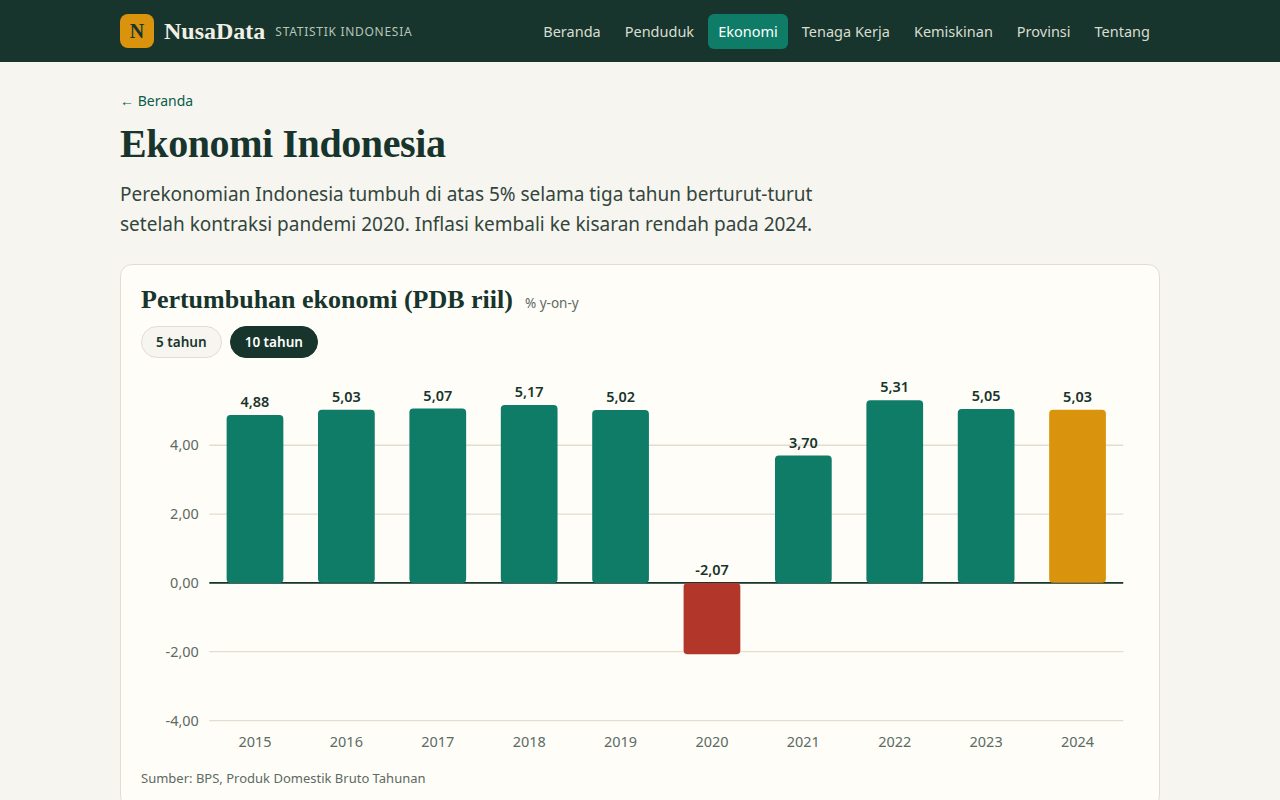 N NusaData STATISTIK INDONESIA Beranda Penduduk Ekonomi Tenaga Kerja Kemiskinan Provinsi Tentang
← Beranda
Ekonomi Indonesia
Perekonomian Indonesia tumbuh di atas 5% selama tiga tahun berturut-turut
setelah kontraksi pandemi 2020. Inflasi kembali ke kisaran rendah pada 2024.
Pertumbuhan ekonomi (PDB riil) % y-on-y
5 tahun 10 tahun
4,88 5,03 5,07 5,17 5,02 -2,07 3,70 5,31 5,05 5,03
4,00
2,00
0,00
-2,00
-4,00
2015 2016 2017 2018 2019 2020 2021 2022 2023 2024
Sumber: BPS, Produk Domestik Bruto Tahunan